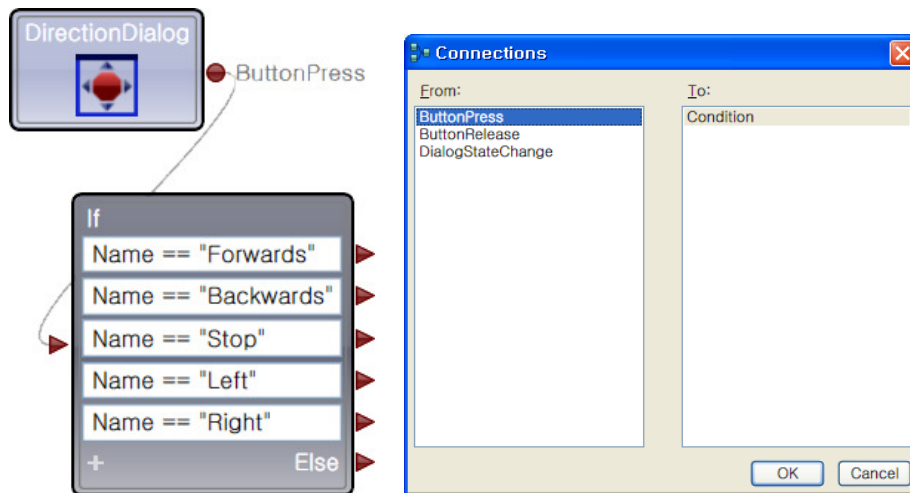 DirectionDialog
ButtonPress
If
Name == "Forwards"
Name == "Backwards"
Name == "Stop"
Name == "Left"
Name == "Right"
+ Else
Connections
From:
ButtonPress
ButtonRelease
DialogStateChange
To:
Condition
OK Cancel